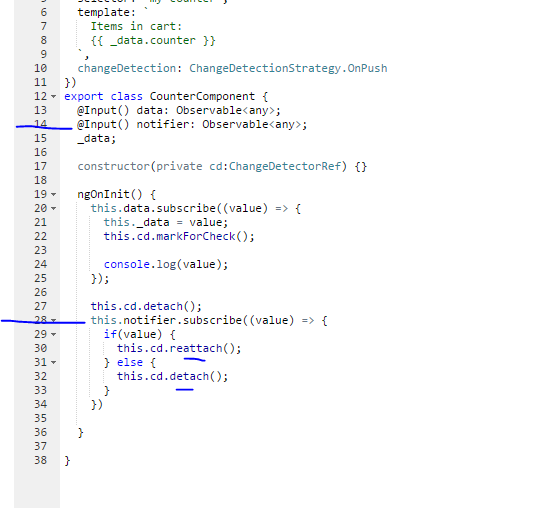 5 selector: 'my-counter',
6 template: `
7 Items in cart:
8 {{ _data.counter }}
9 `,
10 changeDetection: ChangeDetectionStrategy.OnPush
11 })
12 export class CounterComponent {
13 @Input() data: Observable<any>;
14 @Input() notifier: Observable<any>;
15 _data;
16
17 constructor(private cd:ChangeDetectorRef) {}
18
19 ngOnInit() {
20 this.data.subscribe((value) => {
21 this._data = value;
22 this.cd.markForCheck();
23
24 console.log(value);
25 });
26
27 this.cd.detach();
28 this.notifier.subscribe((value) => {
29 if(value) {
30 this.cd.reattach();
31 } else {
32 this.cd.detach();
33 }
34 })
35
36 }
37
38 }